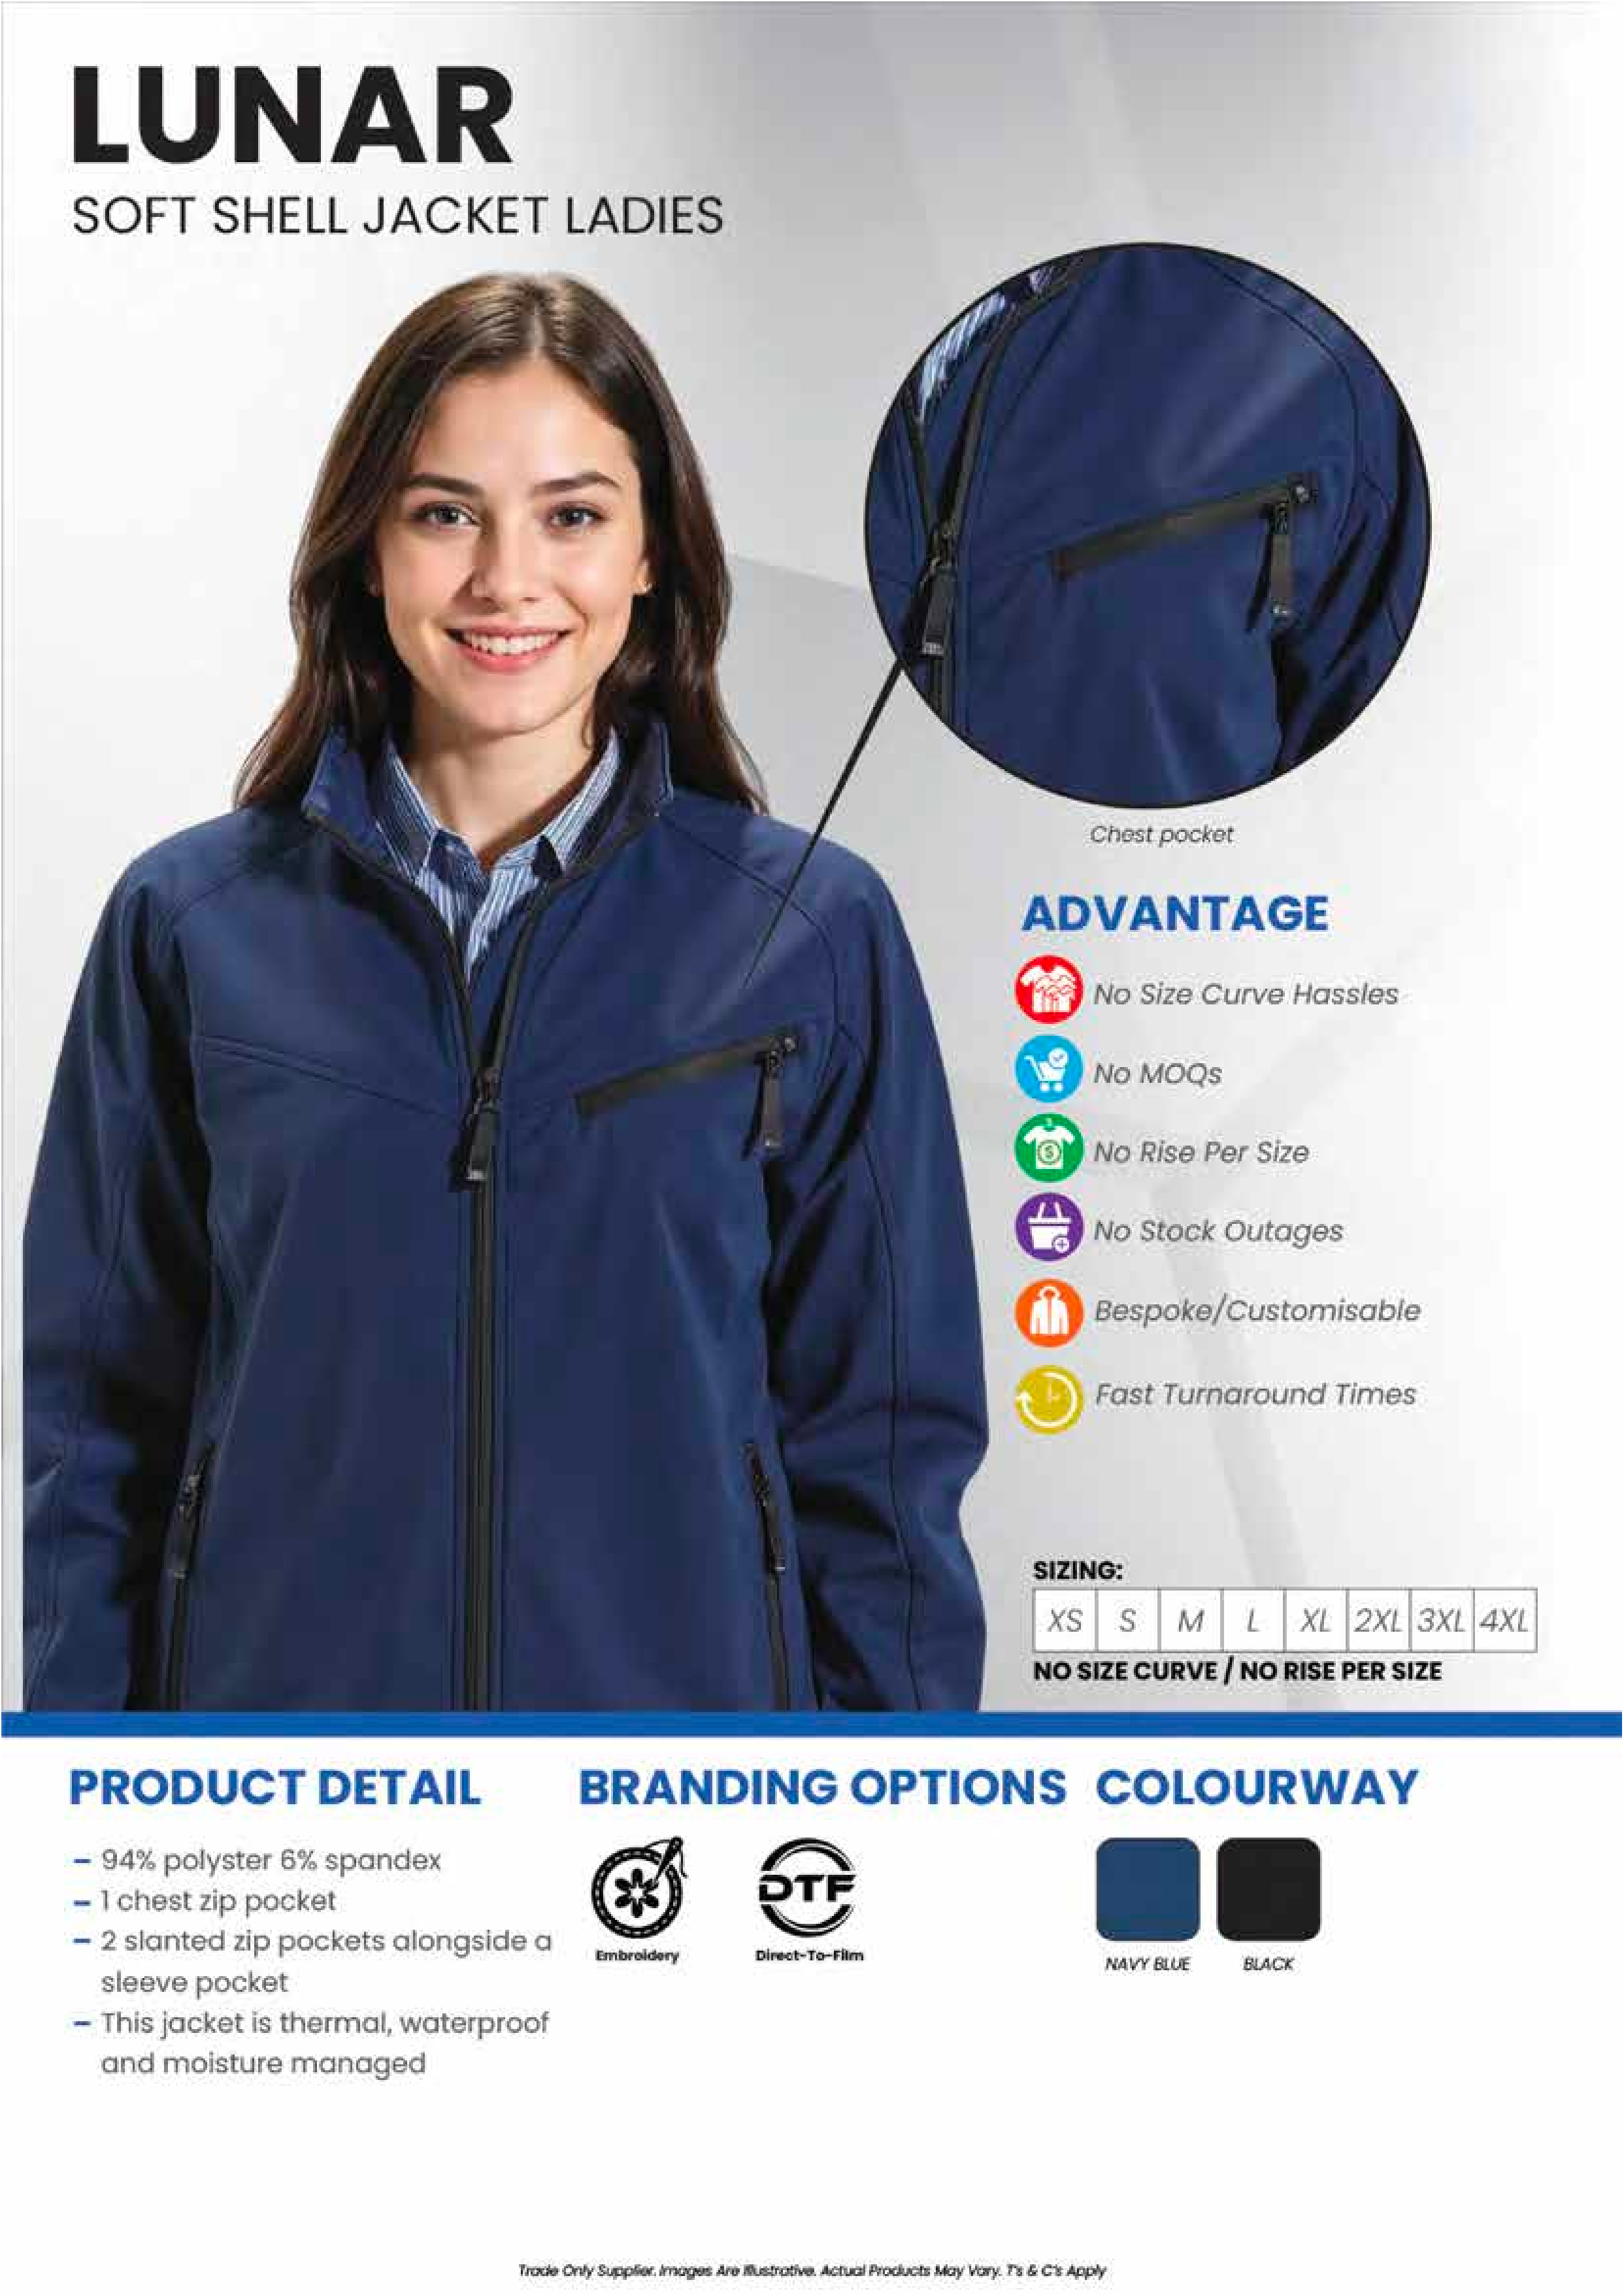 LUNAR
SOFT SHELL JACKET LADIES
Chest pocket
ADVANTAGE
No Size Curve Hassles
No MOQs
No Rise Per Size
No Stock Outages
Bespoke/Customisable
Fast Turnaround Times
SIZING:
XS S M L XL 2XL 3XL 4XL
NO SIZE CURVE / NO RISE PER SIZE
PRODUCT DETAIL
- 94% polyster 6% spandex
- 1 chest zip pocket
- 2 slanted zip pockets alongside a
sleeve pocket
- This jacket is thermal, waterproof
and moisture managed
BRANDING OPTIONS
DTF
Embroidery
Direct-To-Film
COLOURWAY
NAVY BLUE
BLACK
Trade Only Supplier. Images Are Illustrative. Actual Products May Vary. T's & C's Apply